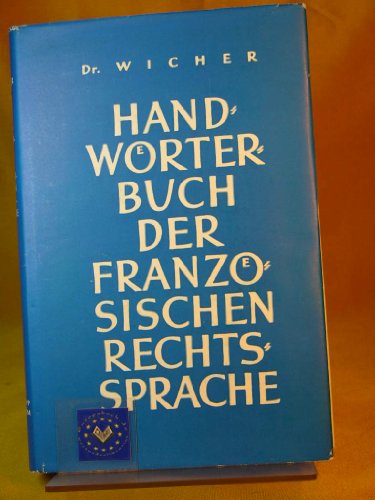 Dr. WICHER
HAND-
WÖRTER-
BUCH
DER
FRANZÖ-
SISCHEN
RECHTS-
SPRACHE